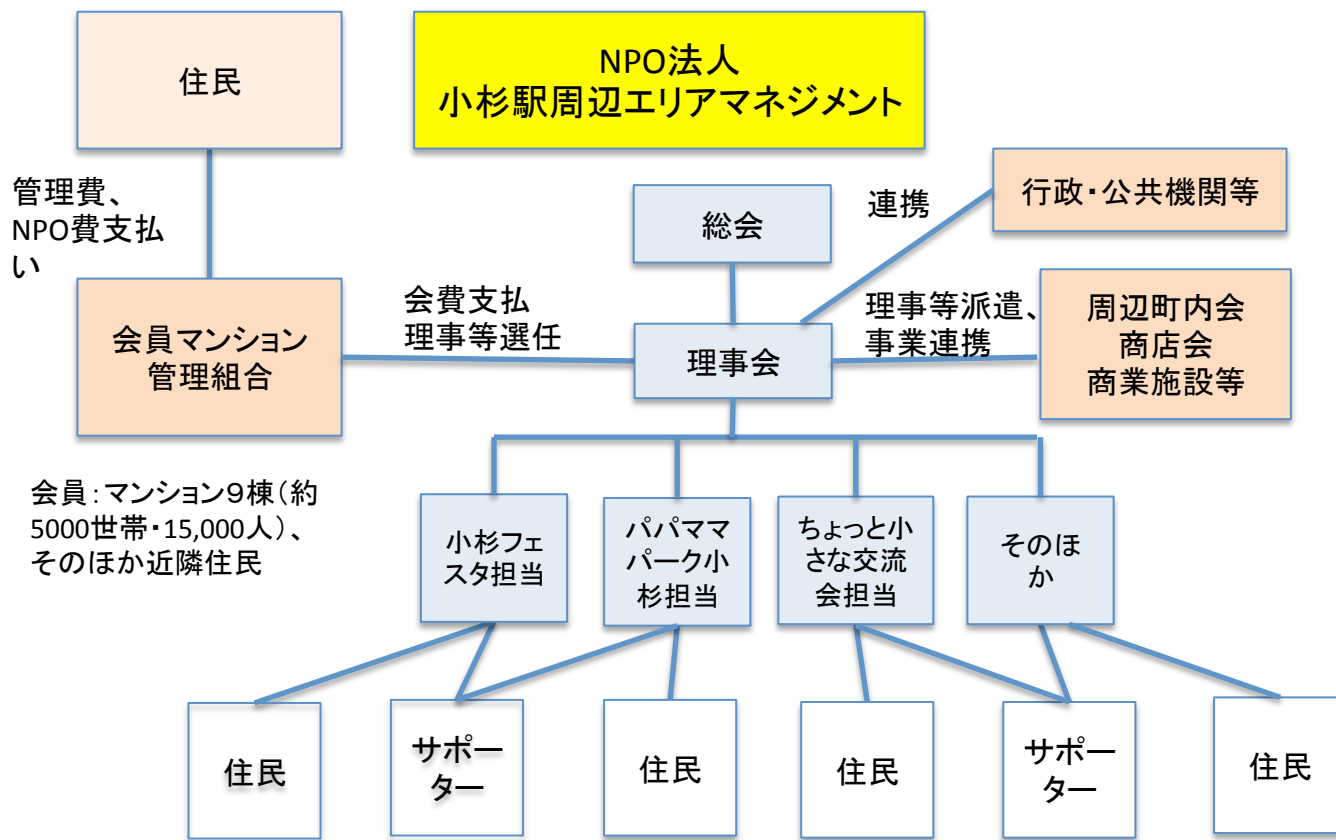 住民
NPO法人
小杉駅周辺エリアマネジメント
管理費、
NPO費支払
い
総会
連携
行政・公共機関等
会員マンション
管理組合
会費支払
理事等選任
理事会
理事等派遣、
事業連携
周辺町内会
商店会
商業施設等
会員：マンション９棟（約
5000世帯・15,000人）、
そのほか近隣住民
小杉フェ
スタ担当
パパママ
パーク小
杉担当
ちょっと小
さな交流
会担当
そのほ
か
住民
サポー
ター
住民
住民
サポー
ター
住民